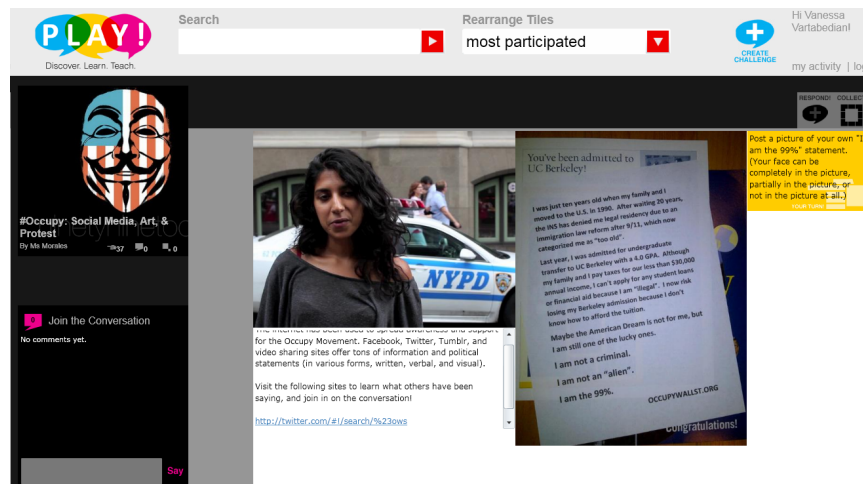 PLAY!
Discover. Learn. Teach.
Search
Rearrange Tiles
most participated
CREATE
CHALLENGE
Hi Vanessa
Vartabedian!
my activity | lo
RESPOND! COLLEC
#Occupy: Social Media, Art, &
Protest
By Ms Morales
37 0 0
0 Join the Conversation
No comments yet.
Say
NYPD
The internet has been used to spread awareness and support
for the Occupy Movement. Facebook, Twitter, Tumblr, and
video sharing sites offer tons of information and political
statements (in various forms, written, verbal, and visual).
Visit the following sites to learn what others have been
saying, and join in on the conversation!
http://twitter.com/#!/search/%23ows
You've been admitted to
UC Berkeley!
I was just ten years old when my family and I
moved to the U.S. in 1990. After waiting 20 years,
the INS has denied me legal residency due to an
immigration law reform after 9/11, which now
categorized me as "too old".
Last year, I was admitted for undergraduate
transfer to UC Berkeley with a 4.0 GPA. Although
my family and I pay taxes for our less than $30,000
annual income, I can't apply for any student loans
or financial aid because I am "illegal". I now risk
losing my Berkeley admission because I don't
know how to afford the tuition.
Maybe the American Dream is not for me, but
I am still one of the lucky ones.
I am not a criminal.
I am not an "alien".
I am the 99%.
OCCUPYWALLST.ORG
Congratulations!
Post a picture of your own "I
am the 99%" statement.
(Your face can be
completely in the picture,
partially in the picture, or
not in the picture at all.)
YOUR TURN